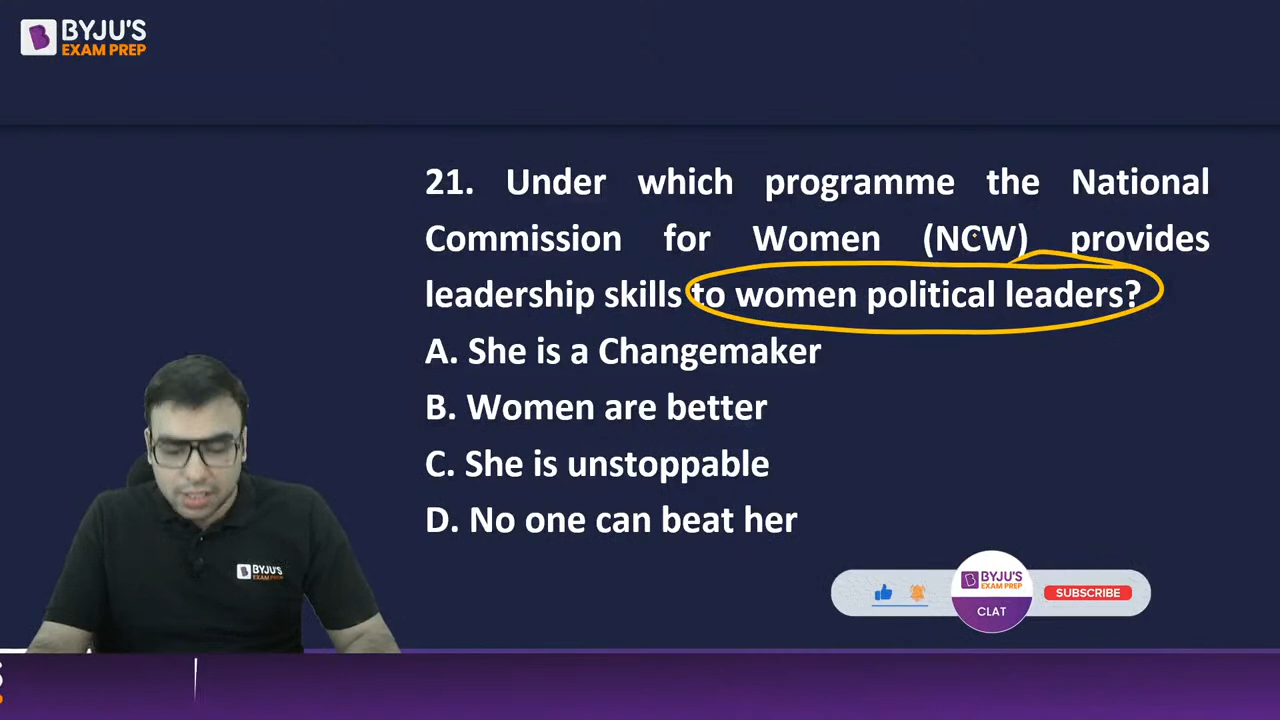 BYJU'S
EXAM PREP
21. Under which programme the National
Commission for Women (NCW) provides
leadership skills to women political leaders?
A. She is a Changemaker
B. Women are better
C. She is unstoppable
D. No one can beat her
BYJU'S
EXAM PREP
BYJU'S
EXAM PREP
CLAT
SUBSCRIBE
S